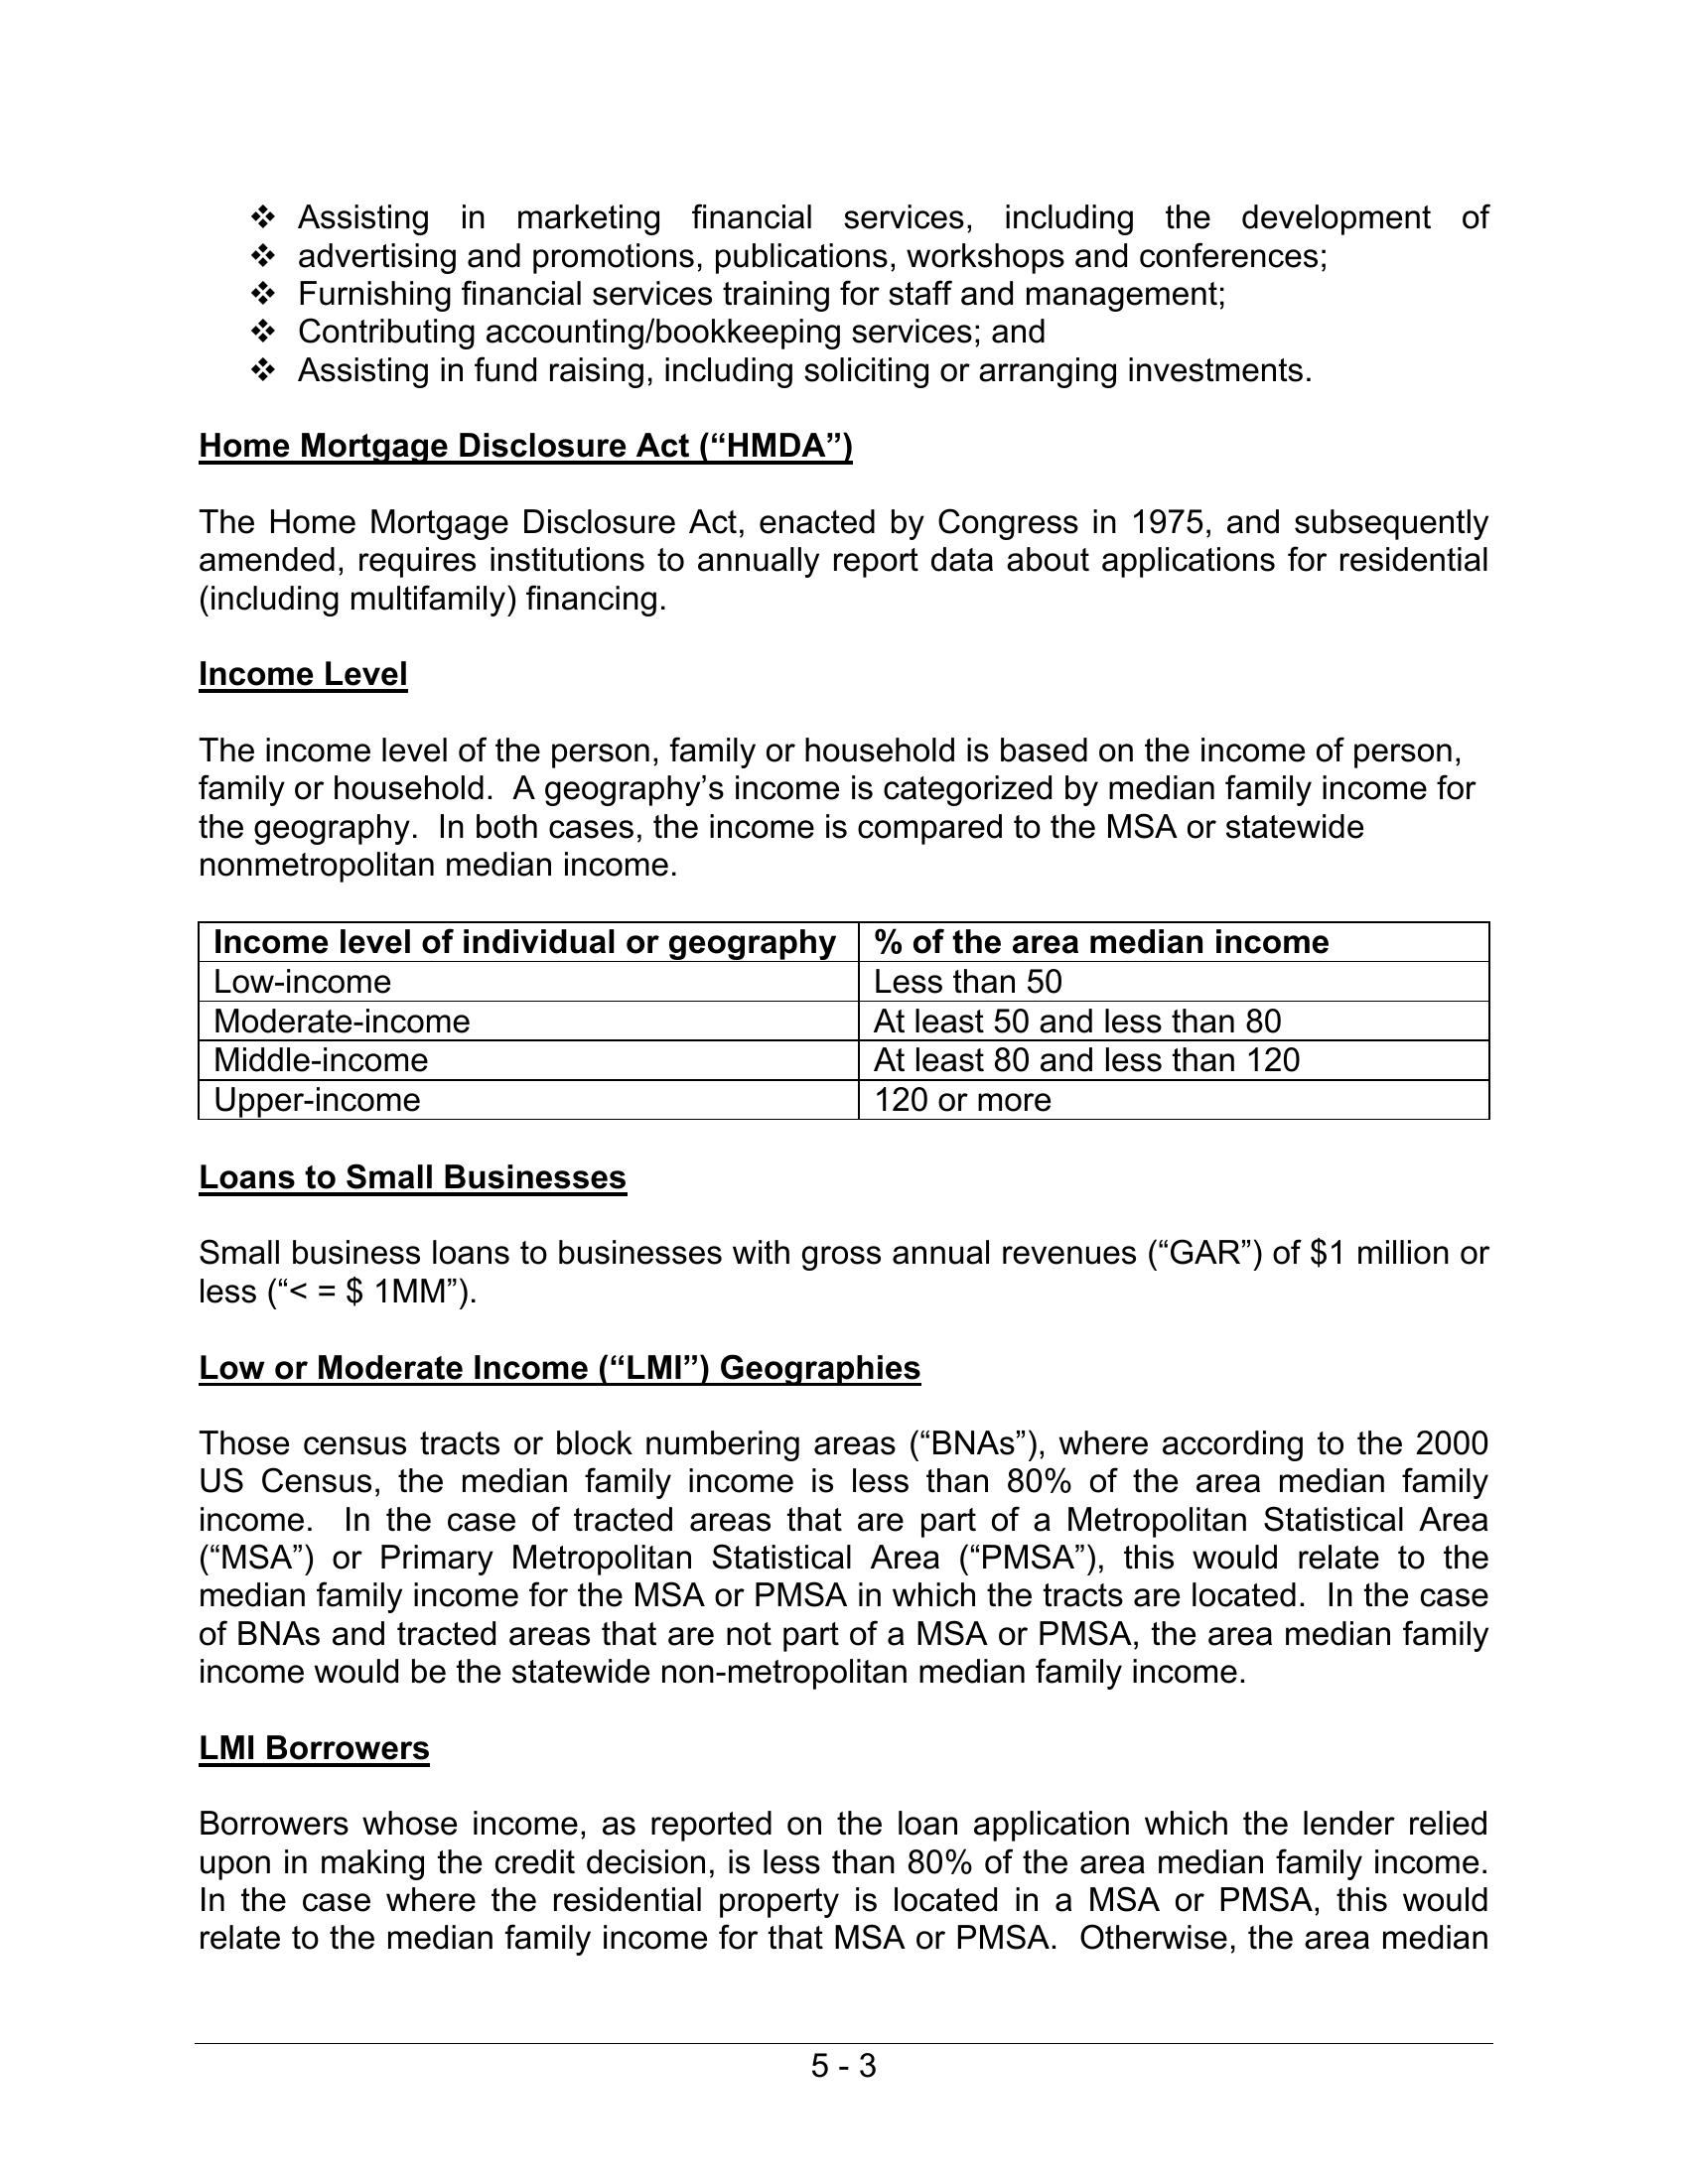 ❖ Assisting in marketing financial services, including the development of
❖ advertising and promotions, publications, workshops and conferences;
❖ Furnishing financial services training for staff and management;
❖ Contributing accounting/bookkeeping services; and
❖ Assisting in fund raising, including soliciting or arranging investments.
Home Mortgage Disclosure Act (“HMDA”)
The Home Mortgage Disclosure Act, enacted by Congress in 1975, and subsequently
amended, requires institutions to annually report data about applications for residential
(including multifamily) financing.
Income Level
The income level of the person, family or household is based on the income of person,
family or household.  A geography’s income is categorized by median family income for
the geography.  In both cases, the income is compared to the MSA or statewide
nonmetropolitan median income.
Income level of individual or geography % of the area median income
Low-income Less than 50
Moderate-income At least 50 and less than 80
Middle-income At least 80 and less than 120
Upper-income 120 or more
Loans to Small Businesses
Small business loans to businesses with gross annual revenues (“GAR”) of $1 million or
less (“< = $ 1MM”).
Low or Moderate Income (“LMI”) Geographies
Those census tracts or block numbering areas (“BNAs”), where according to the 2000
US Census, the median family income is less than 80% of the area median family
income.  In the case of tracted areas that are part of a Metropolitan Statistical Area
(“MSA”) or Primary Metropolitan Statistical Area (“PMSA”), this would relate to the
median family income for the MSA or PMSA in which the tracts are located.  In the case
of BNAs and tracted areas that are not part of a MSA or PMSA, the area median family
income would be the statewide non-metropolitan median family income.
LMI Borrowers
Borrowers whose income, as reported on the loan application which the lender relied
upon in making the credit decision, is less than 80% of the area median family income.
In the case where the residential property is located in a MSA or PMSA, this would
relate to the median family income for that MSA or PMSA.  Otherwise, the area median
5 - 3